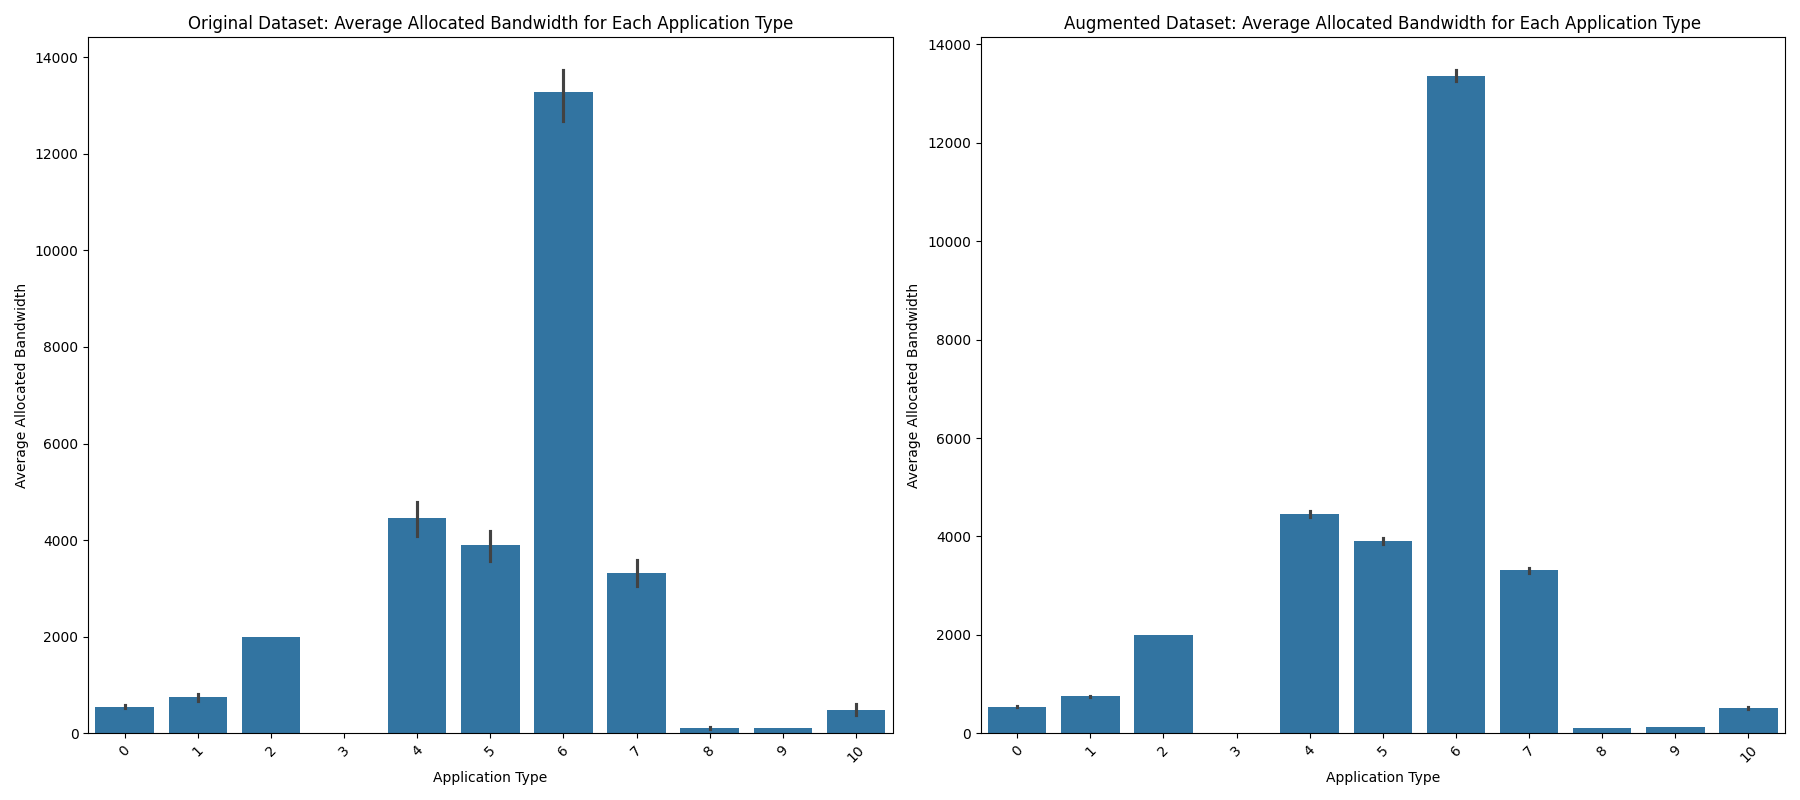 Original Dataset: Average Allocated Bandwidth for Each Application Type
14000
12000
10000
8000
6000
4000
2000
0
Average Allocated Bandwidth
0 1 2 3 4 5 6 7 8 9 10
Application Type
Augmented Dataset: Average Allocated Bandwidth for Each Application Type
14000
12000
10000
8000
6000
4000
2000
0
Average Allocated Bandwidth
0 1 2 3 4 5 6 7 8 9 10
Application Type